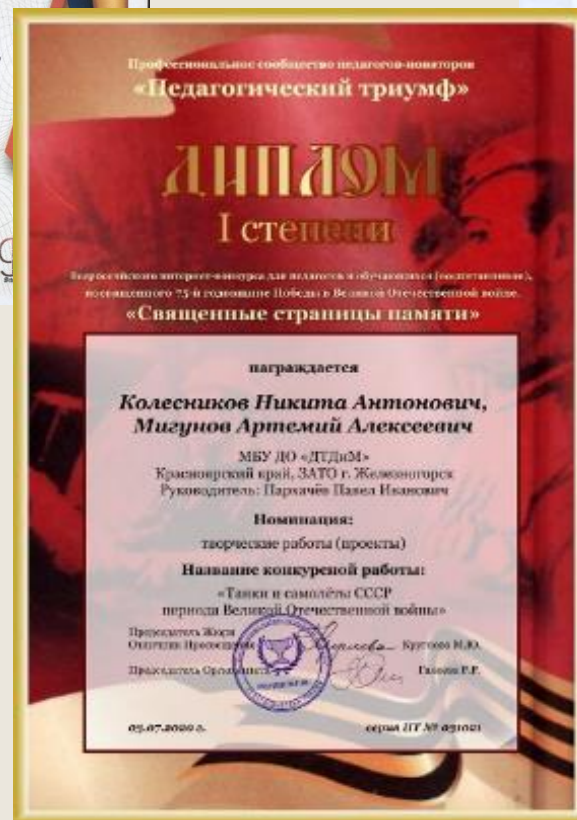 Профессиональное сообщество педагогов-новаторов
«Педагогический триумф»
ДИПЛОМ
I степени
Всероссийского интернет-конкурса для педагогов и обучающихся (воспитанников),
посвященного 75-й годовщине Победы в Великой Отечественной войне.
«Священные страницы памяти»
награждается
Колесников Никита Антонович,
Мигунов Артемий Алексеевич
МБУ ДО «ДТДиМ»
Красноярский край, ЗАТО г. Железногорск
Руководитель: Пархачёв Павел Иванович
Номинация:
творческие работы (проекты)
Название конкурсной работы:
«Танки и самолёты СССР
периода Великой Отечественной войны»
Председатель Жюри
Председатель
05.07.2020 г.
серия ПТ № 051021